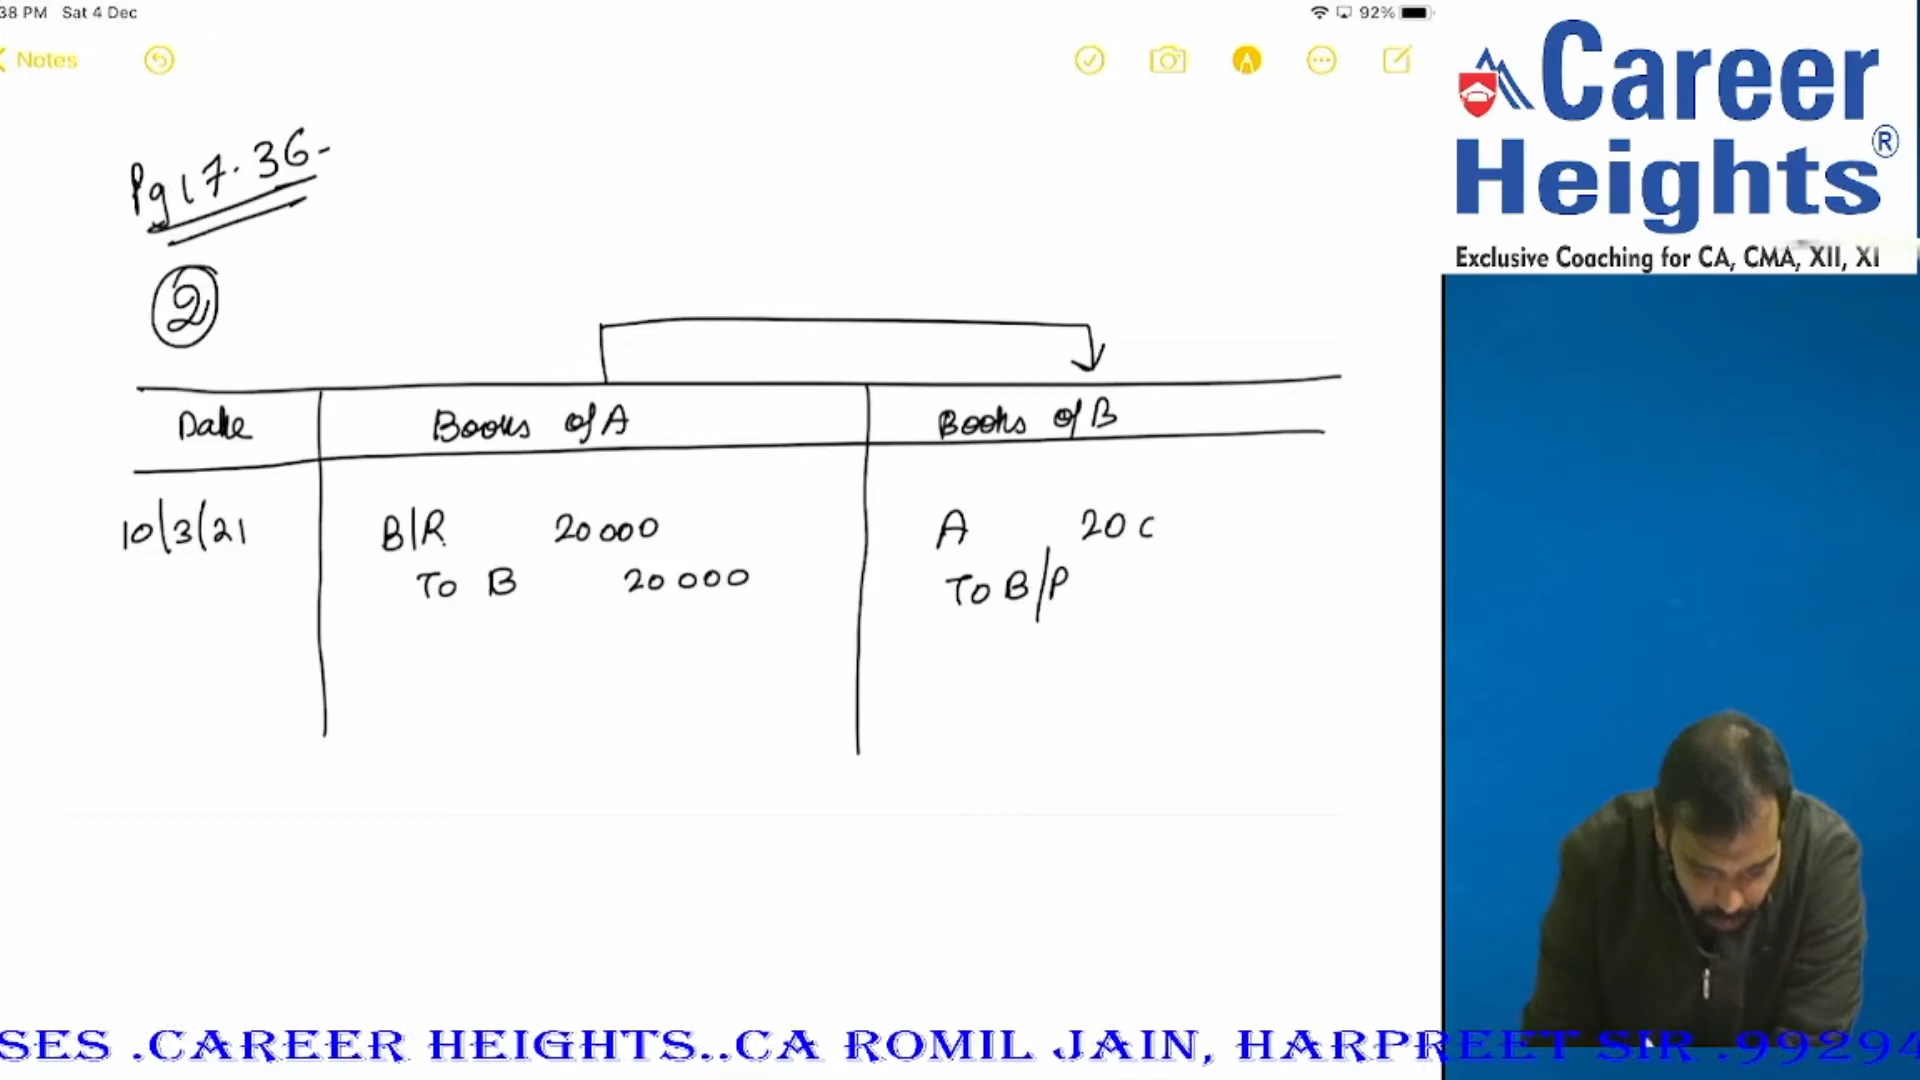 38 PM Sat 4 Dec
92%
Notes
Career
Heights®
Exclusive Coaching for CA, CMA, XII, XI
Pg 17.36-
2
Date Books of A Books of B
10/3/21 B/R 20000 A 20 c
To B 20000 To B/P
SES .CAREER HEIGHTS..CA ROMIL JAIN, HARPREET SIR .99294